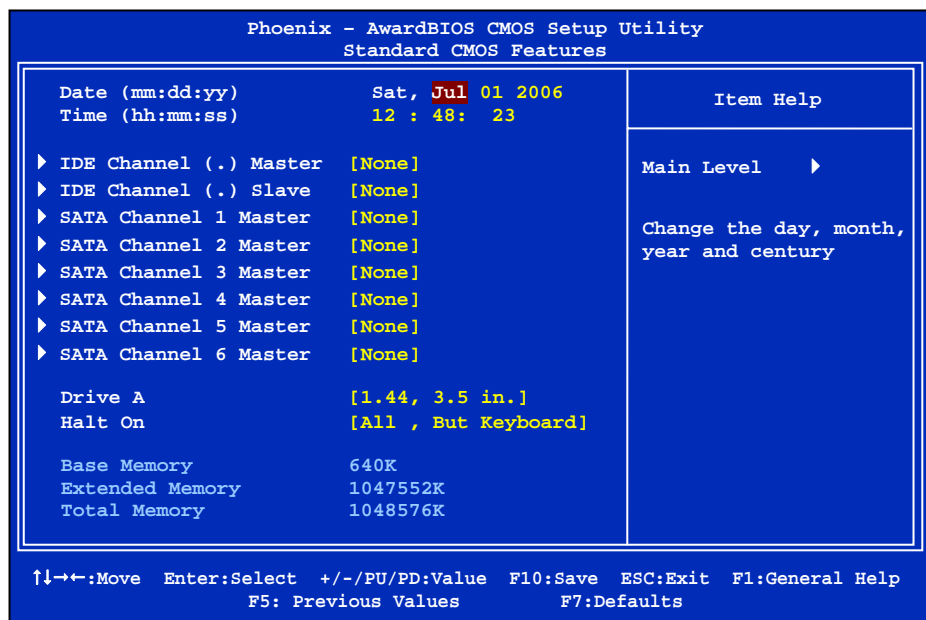 Phoenix – AwardBIOS CMOS Setup Utility
Standard CMOS Features
Date (mm:dd:yy) Sat, Jul 01 2006
Time (hh:mm:ss) 12 : 48: 23
IDE Channel (.) Master [None]
IDE Channel (.) Slave [None]
SATA Channel 1 Master [None]
SATA Channel 2 Master [None]
SATA Channel 3 Master [None]
SATA Channel 4 Master [None]
SATA Channel 5 Master [None]
SATA Channel 6 Master [None]
Drive A [1.44, 3.5 in.]
Halt On [All , But Keyboard]
Base Memory 640K
Extended Memory 1047552K
Total Memory 1048576K
Item Help
Main Level
Change the day, month,
year and century
↑↓→←:Move Enter:Select +/-/PU/PD:Value F10:Save ESC:Exit F1:General Help
F5: Previous Values F7:Defaults